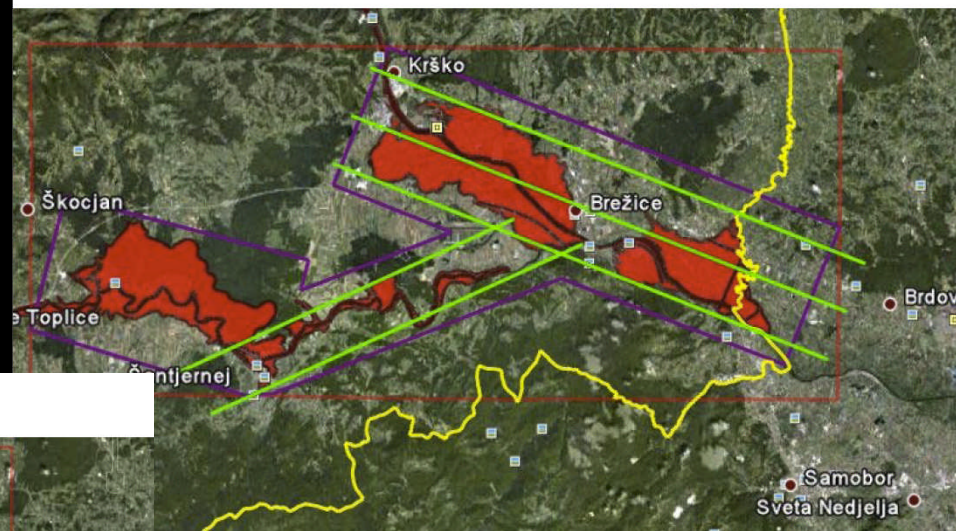 Krško
Škocjan
Brežice
e Toplice
Brdov
Šentjernej
Samobor
Sveta Nedjelja